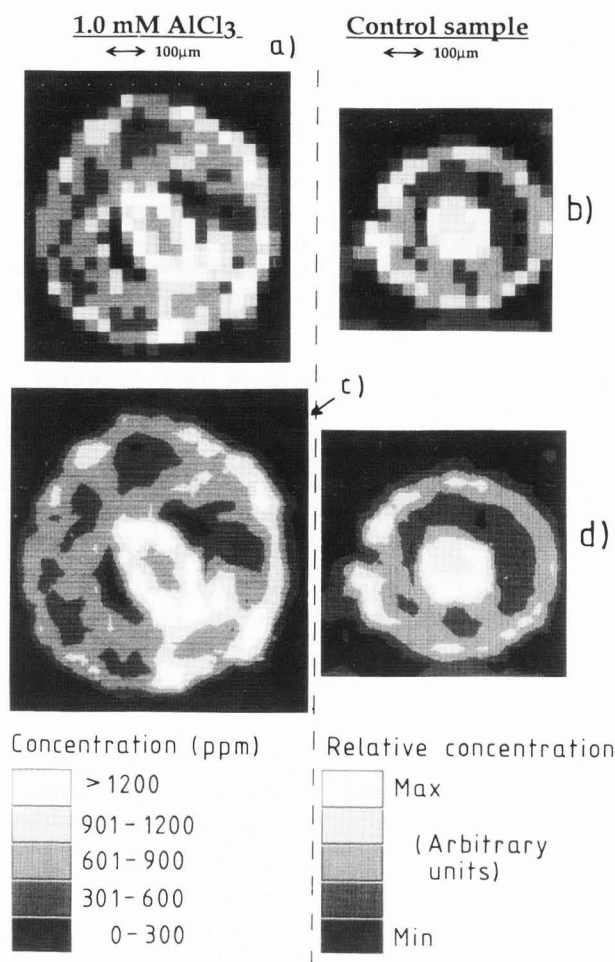 1.0 mM AlCl3
100µm
a)
Control sample
100µm
b)
c)
d)
Concentration (ppm)
> 1200
901-1200
601-900
301-600
0-300
Relative concentration
Max
(Arbitrary
units)
Min